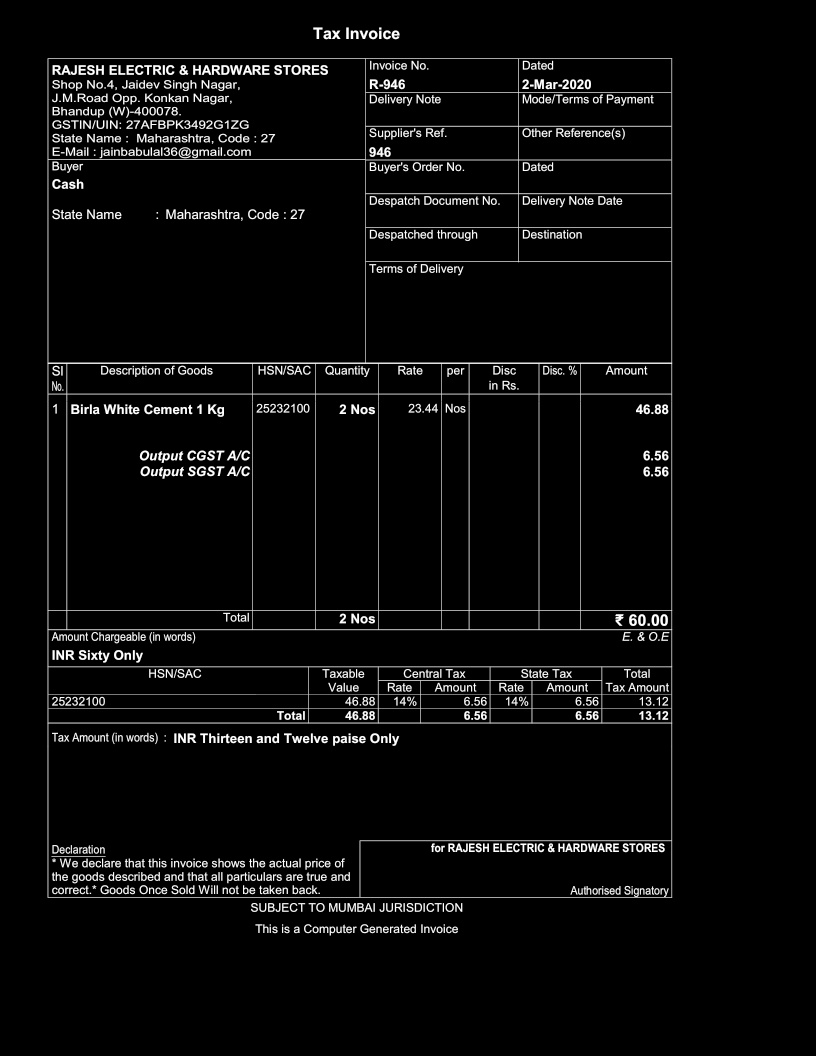 Tax Invoice
RAJESH ELECTRIC & HARDWARE STORES
Shop No.4, Jaidev Singh Nagar,
J.M.Road Opp. Konkan Nagar,
Bhandup (W)-400078.
GSTIN/UIN: 27AFBPK3492G1ZG
State Name : Maharashtra, Code : 27
E-Mail : jainbabulal36@gmail.com
Invoice No. Dated
R-946 2-Mar-2020
Delivery Note Mode/Terms of Payment
Supplier's Ref. Other Reference(s)
946
Buyer
Cash
State Name : Maharashtra, Code : 27
Buyer's Order No. Dated
Despatch Document No. Delivery Note Date
Despatched through Destination
Terms of Delivery
Sl Description of Goods HSN/SAC Quantity Rate per Disc Disc. % Amount
No. in Rs.
1 Birla White Cement 1 Kg 25232100 2 Nos 23.44 Nos 46.88
Output CGST A/C 6.56
Output SGST A/C 6.56
Total 2 Nos ₹ 60.00
Amount Chargeable (in words) E. & O.E
INR Sixty Only
HSN/SAC Taxable Central Tax State Tax Total
Value Rate Amount Rate Amount Tax Amount
25232100 46.88 14% 6.56 14% 6.56 13.12
Total 46.88 6.56 6.56 13.12
Tax Amount (in words) : INR Thirteen and Twelve paise Only
Declaration
* We declare that this invoice shows the actual price of
the goods described and that all particulars are true and
correct.* Goods Once Sold Will not be taken back.
for RAJESH ELECTRIC & HARDWARE STORES
Authorised Signatory
SUBJECT TO MUMBAI JURISDICTION
This is a Computer Generated Invoice